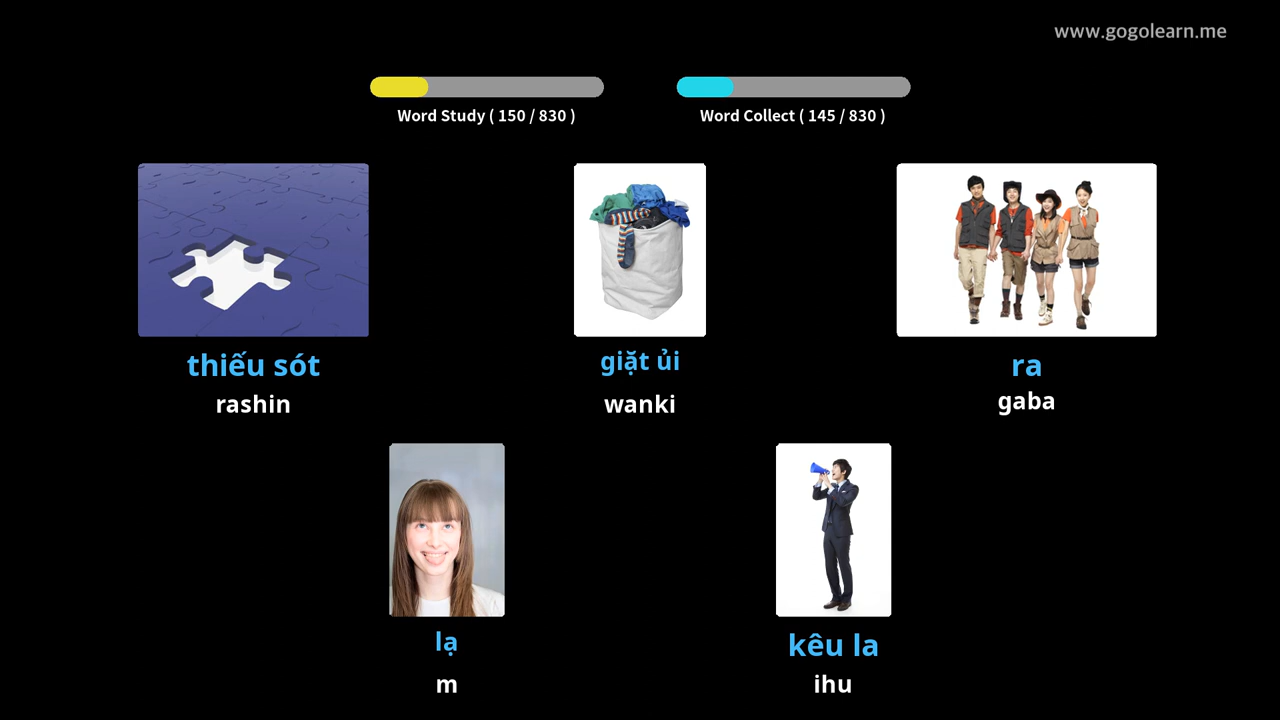 www.gogolearn.me
Word Study ( 150 / 830 )
Word Collect ( 145 / 830 )
thiếu sót
rashin
giặt ủi
wanki
ra
gaba
lạ
m
kêu la
ihu